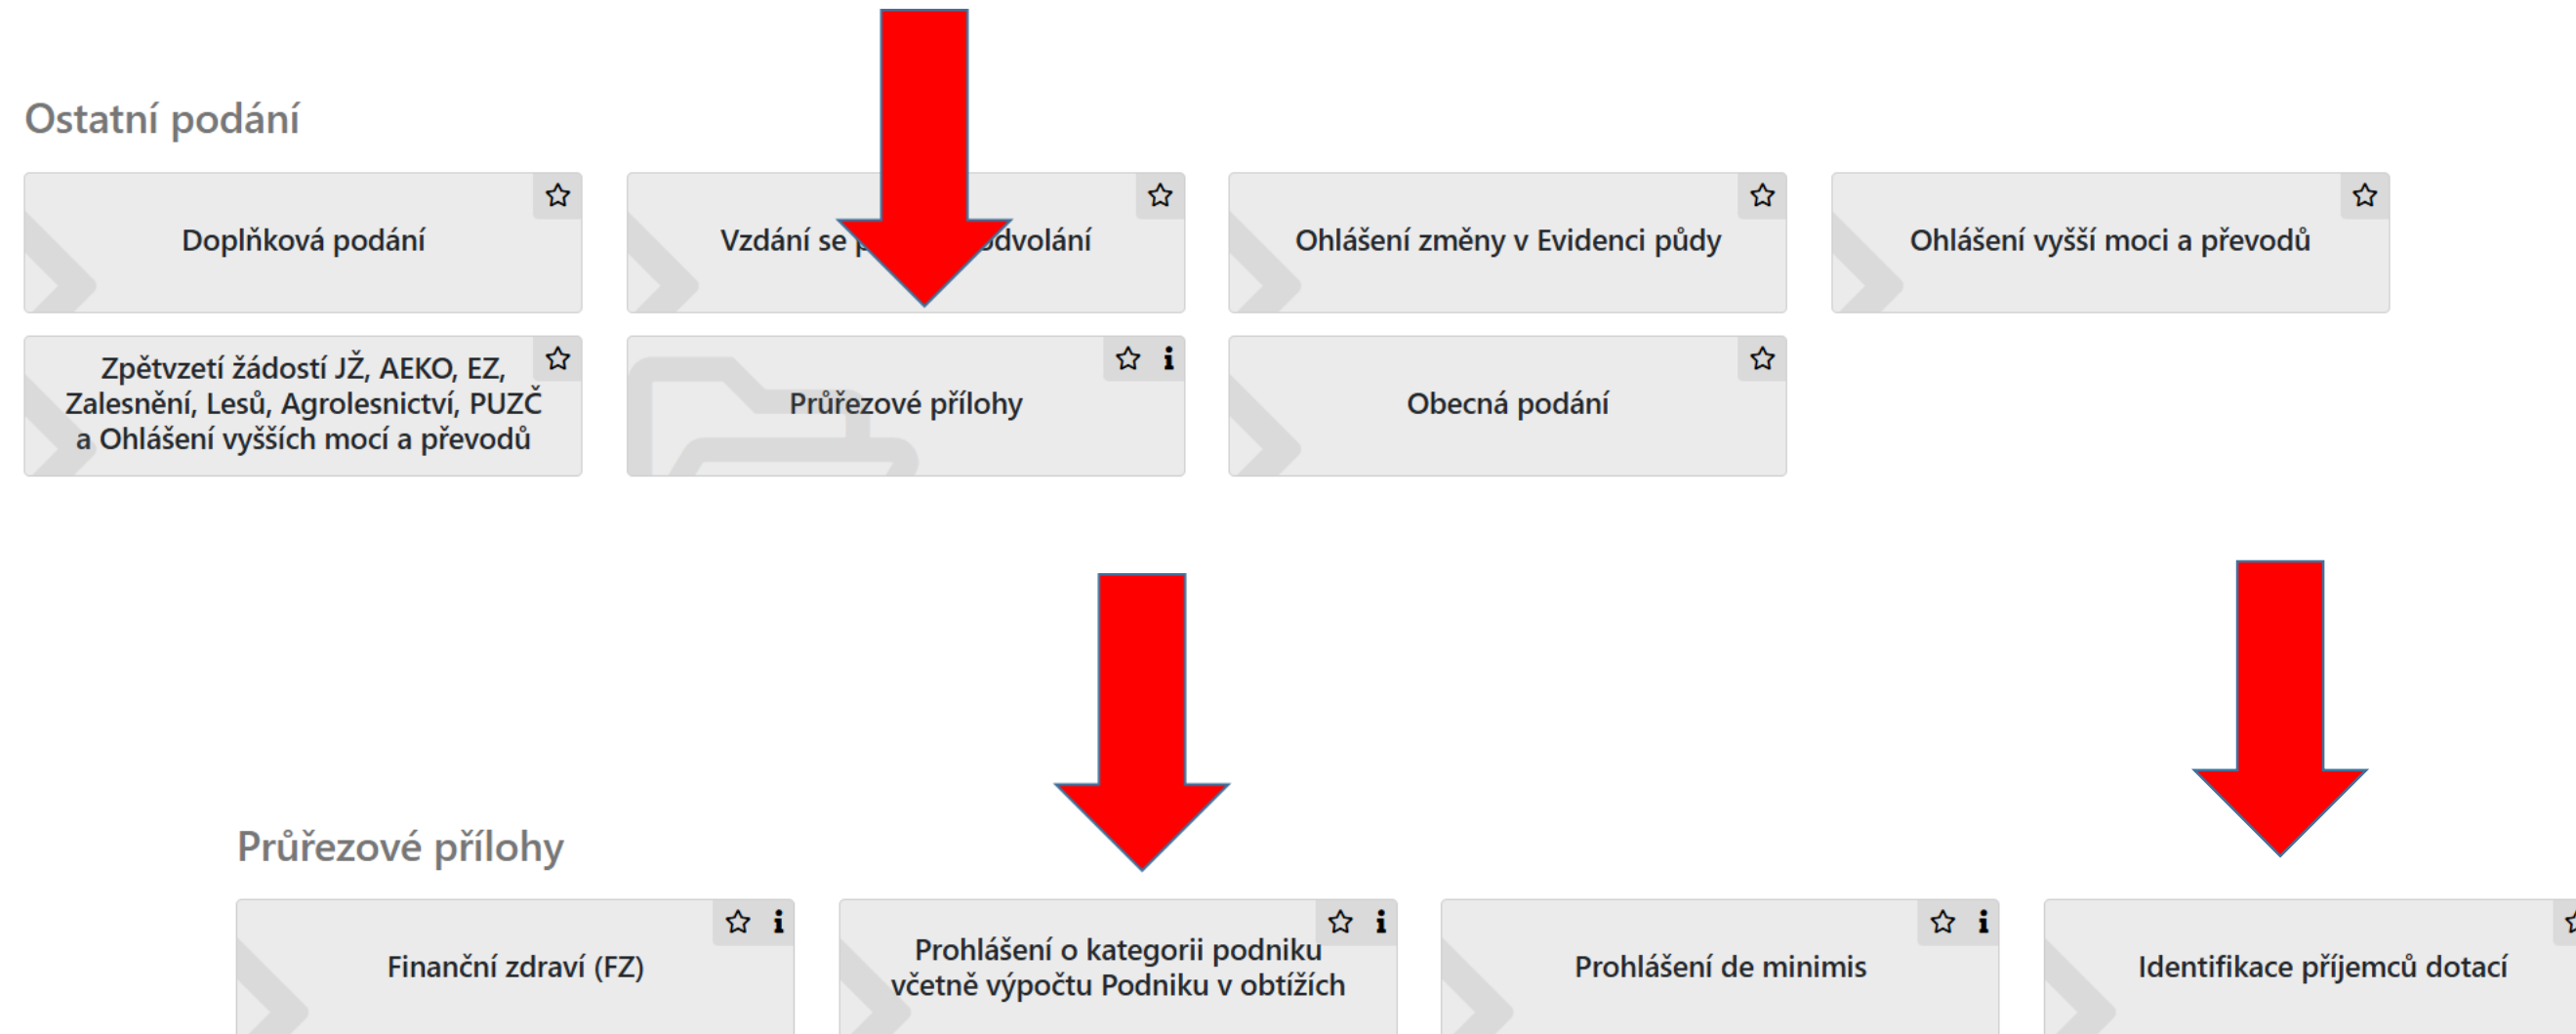 Ostatní podání
Doplňková podání
Vzdání se odvolání
Ohlášení změny v Evidenci půdy
Ohlášení vyšší moci a převodů
Zpětvzetí žádostí JŽ, AEKO, EZ,
Zalesnění, Lesů, Agrolesnictví, PUZČ
a Ohlášení vyšších mocí a převodů
Průřezové přílohy
Obecná podání
Průřezové přílohy
Finanční zdraví (FZ)
Prohlášení o kategorii podniku
včetně výpočtu Podniku v obtížích
Prohlášení de minimis
Identifikace příjemců dotací